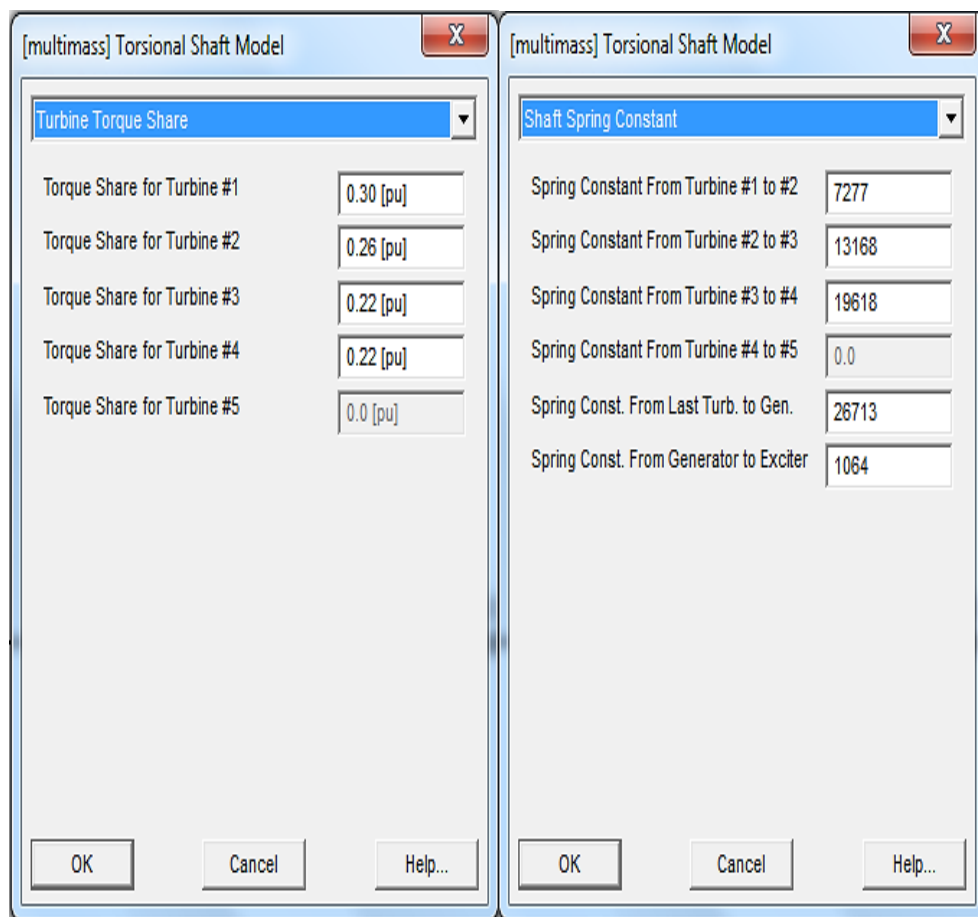 [multimass] Torsional Shaft Model
X
Turbine Torque Share
Torque Share for Turbine #1 0.30 [pu]
Torque Share for Turbine #2 0.26 [pu]
Torque Share for Turbine #3 0.22 [pu]
Torque Share for Turbine #4 0.22 [pu]
Torque Share for Turbine #5 0.0 [pu]
OK Cancel Help...
[multimass] Torsional Shaft Model
X
Shaft Spring Constant
Spring Constant From Turbine #1 to #2 7277
Spring Constant From Turbine #2 to #3 13168
Spring Constant From Turbine #3 to #4 19618
Spring Constant From Turbine #4 to #5 0.0
Spring Const. From Last Turb. to Gen. 26713
Spring Const. From Generator to Exciter 1064
OK Cancel Help...